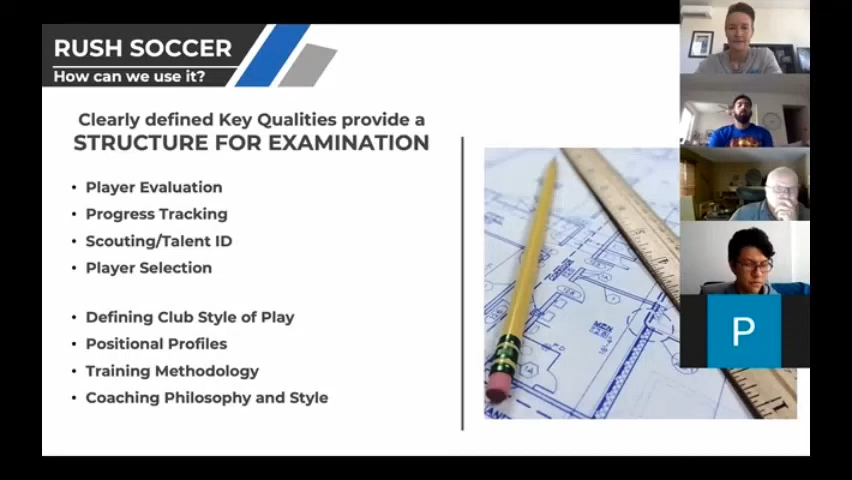 RUSH SOCCER
How can we use it?
Clearly defined Key Qualities provide a
STRUCTURE FOR EXAMINATION
• Player Evaluation
• Progress Tracking
• Scouting/Talent ID
• Player Selection
• Defining Club Style of Play
• Positional Profiles
• Training Methodology
• Coaching Philosophy and Style
MEN
P